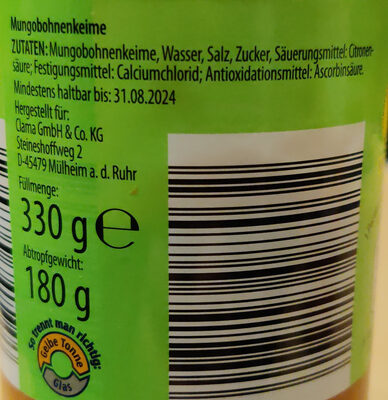 Mungobohnenkeime
ZUTATEN: Mungobohnenkeime, Wasser, Salz, Zucker, Säuerungsmittel: Citronen-
säure; Festigungsmittel: Calciumchlorid; Antioxidationsmittel: Ascorbinsäure.
Mindestens haltbar bis: 31.08.2024
Hergestellt für:
Clama GmbH & Co. KG
Steineshoffweg 2
D-45479 Mülheim a. d. Ruhr
Füllmenge:
330 g ℮
Abtropfgewicht:
180 g
so trennt man richtig:
Gelbe Tonne
Glas